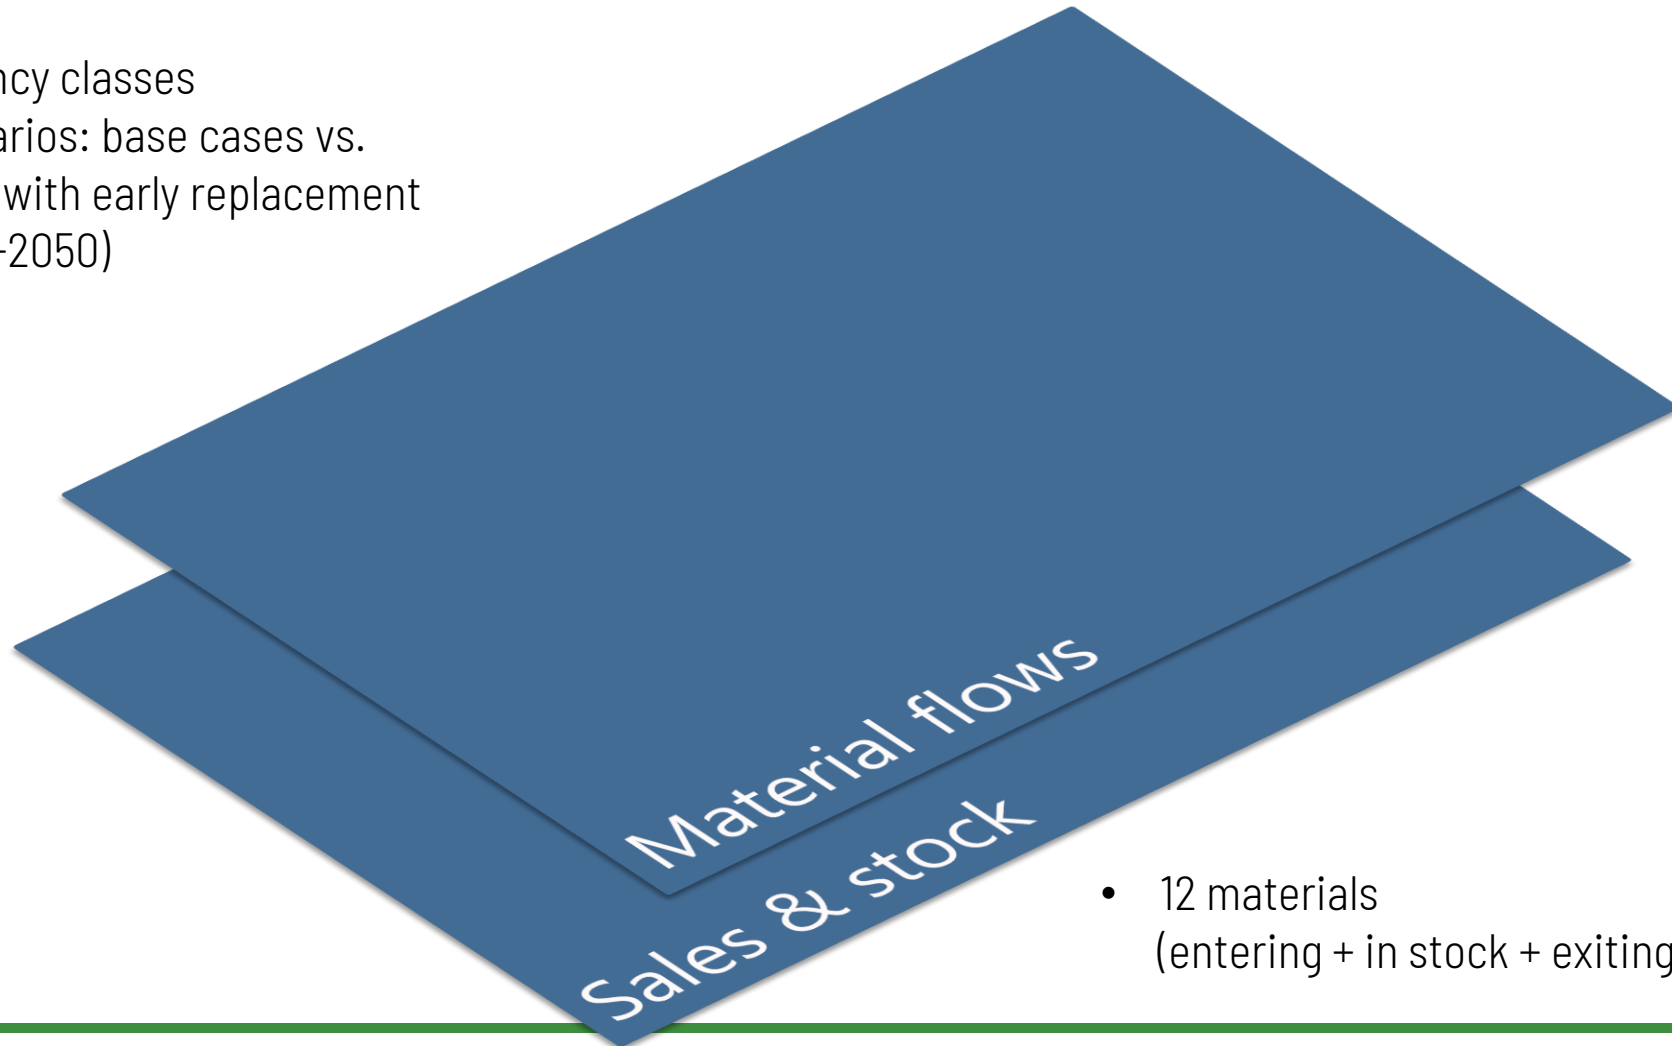 ncy classes
arios: base cases vs.
with early replacement
-2050)
Material flows
Sales & stock
• 12 materials
(entering + in stock + exiting